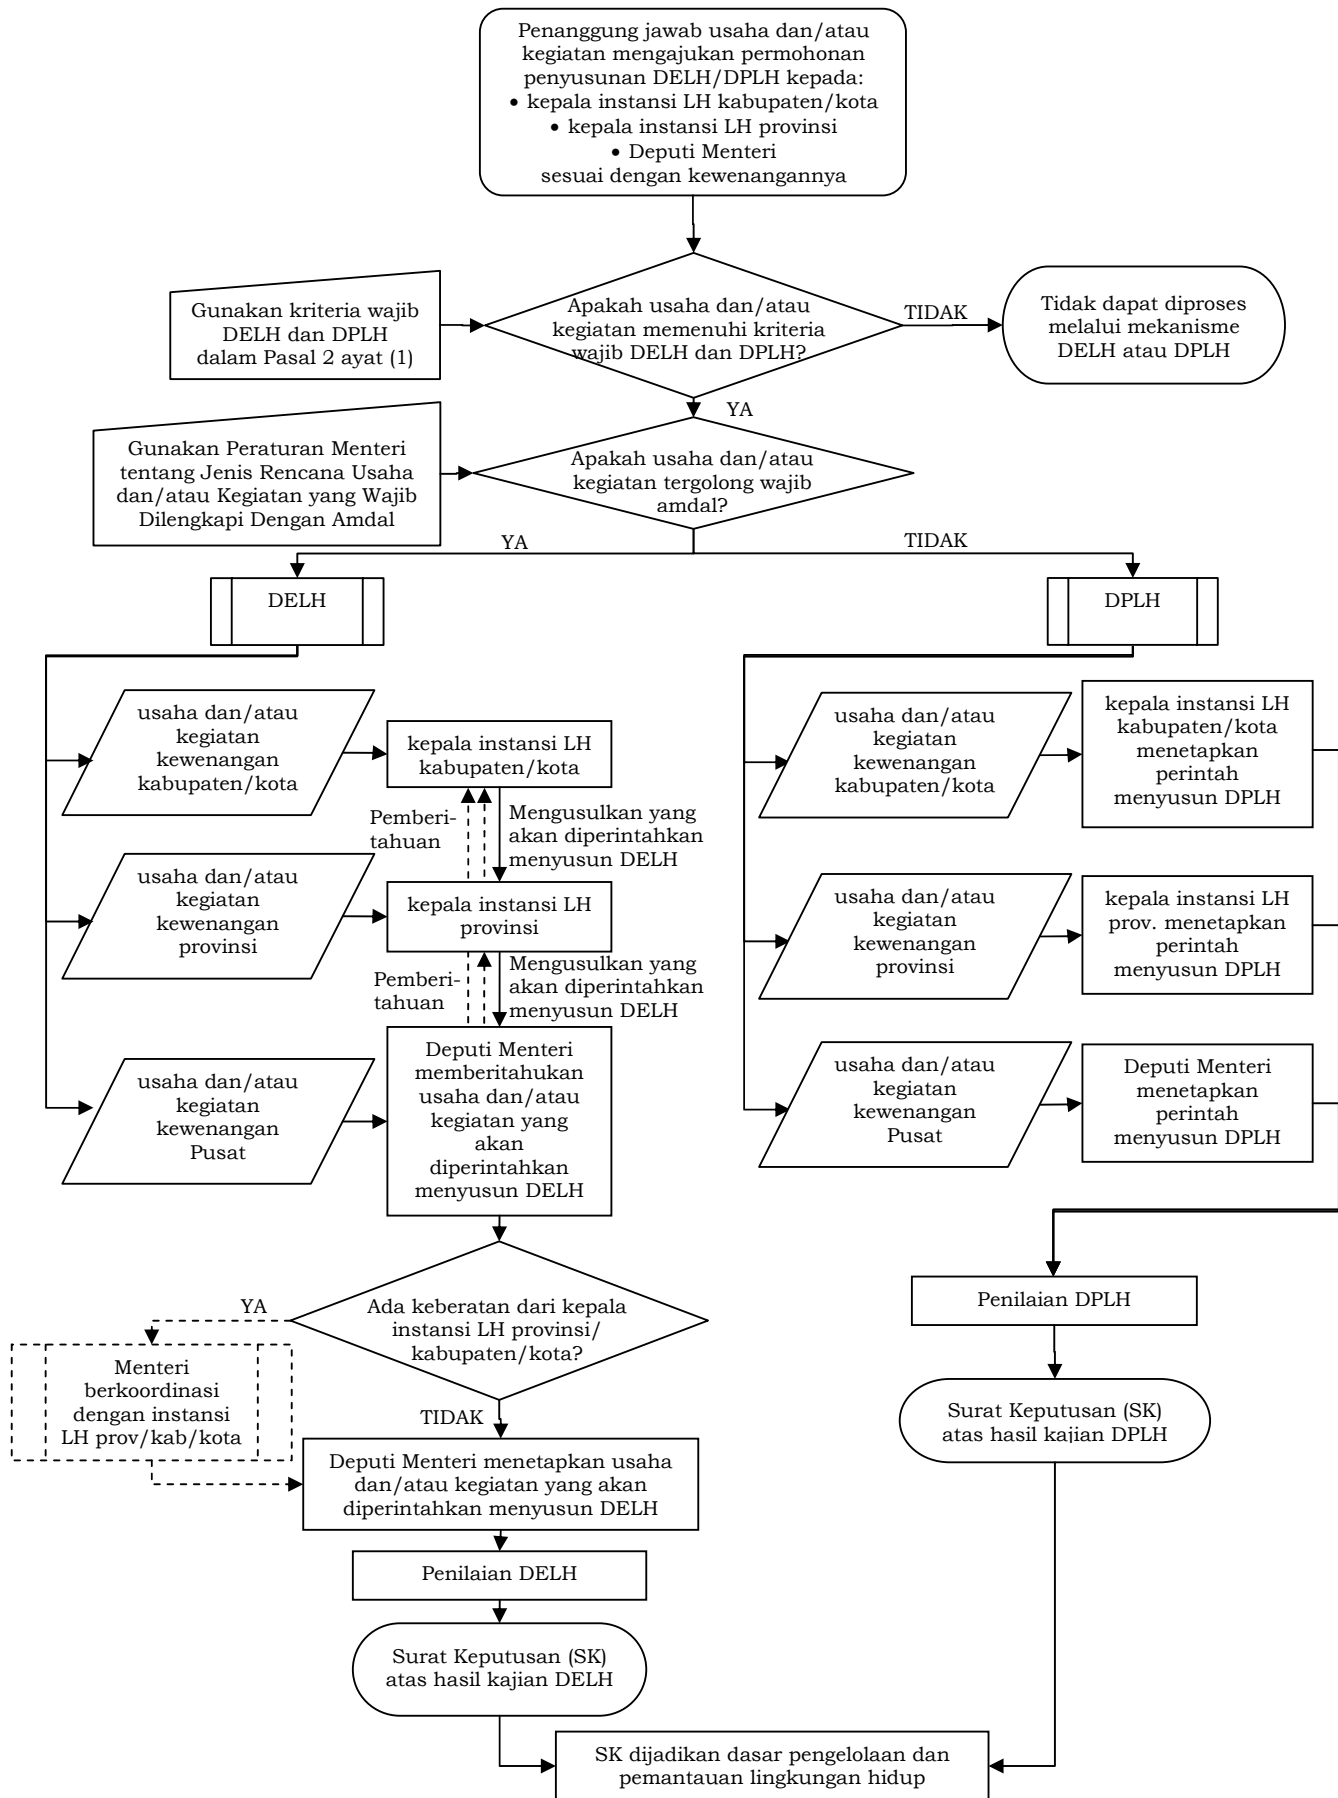 Penanggung jawab usaha dan/atau
kegiatan mengajukan permohonan
penyusunan DELH/DPLH kepada:
• kepala instansi LH kabupaten/kota
• kepala instansi LH provinsi
• Deputi Menteri
sesuai dengan kewenangannya
Gunakan kriteria wajib
DELH dan DPLH
dalam Pasal 2 ayat (1)
Apakah usaha dan/atau
kegiatan memenuhi kriteria
wajib DELH dan DPLH?
TIDAK
Tidak dapat diproses
melalui mekanisme
DELH atau DPLH
YA
Gunakan Peraturan Menteri
tentang Jenis Rencana Usaha
dan/atau Kegiatan yang Wajib
Dilengkapi Dengan Amdal
Apakah usaha dan/atau
kegiatan tergolong wajib
amdal?
YA
TIDAK
DELH
DPLH
usaha dan/atau
kegiatan
kewenangan
kabupaten/kota
kepala instansi LH
kabupaten/kota
Pemberi-
tahuan
Mengusulkan yang
akan diperintahkan
menyusun DELH
usaha dan/atau
kegiatan
kewenangan
provinsi
kepala instansi LH
provinsi
Pemberi-
tahuan
Mengusulkan yang
akan diperintahkan
menyusun DELH
usaha dan/atau
kegiatan
kewenangan
Pusat
Deputi Menteri
memberitahukan
usaha dan/atau
kegiatan yang
akan
diperintahkan
menyusun DELH
usaha dan/atau
kegiatan
kewenangan
kabupaten/kota
kepala instansi LH
kabupaten/kota
menetapkan
perintah
menyusun DPLH
usaha dan/atau
kegiatan
kewenangan
provinsi
kepala instansi LH
prov. menetapkan
perintah
menyusun DPLH
usaha dan/atau
kegiatan
kewenangan
Pusat
Deputi Menteri
menetapkan
perintah
menyusun DPLH
Ada keberatan dari kepala
instansi LH provinsi/
kabupaten/kota?
YA
Menteri
berkoordinasi
dengan instansi
LH prov/kab/kota
TIDAK
Deputi Menteri menetapkan usaha
dan/atau kegiatan yang akan
diperintahkan menyusun DELH
Penilaian DELH
Surat Keputusan (SK)
atas hasil kajian DELH
Penilaian DPLH
Surat Keputusan (SK)
atas hasil kajian DPLH
SK dijadikan dasar pengelolaan dan
pemantauan lingkungan hidup